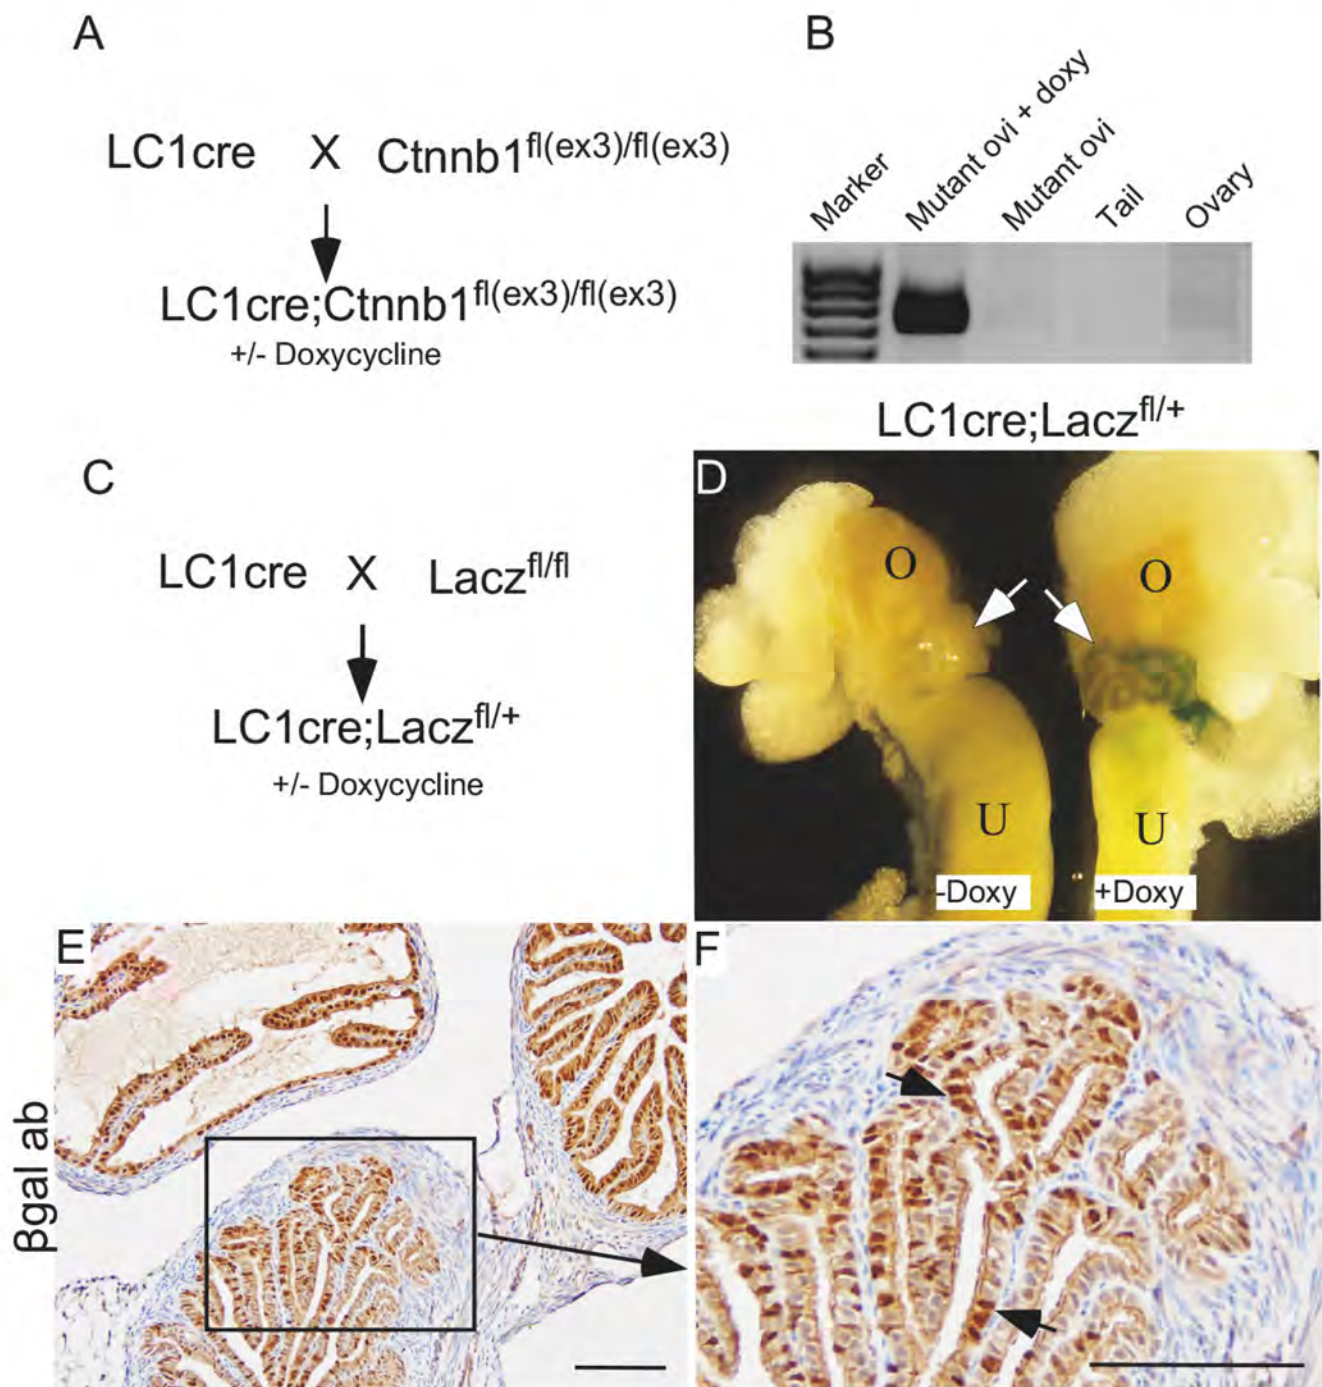 A
LC1cre X Ctnnb1fl(ex3)/fl(ex3)
LC1cre;Ctnnb1fl(ex3)/fl(ex3)
+/- Doxycycline
B
Marker
Mutant ovi + doxy
Mutant ovi
Tail
Ovary
C
LC1cre X Laczfl/fl
LC1cre;Laczfl/+
+/- Doxycycline
LC1cre;Laczfl/+
D
O
O
U
U
-Doxy
+Doxy
βgal ab
E
F